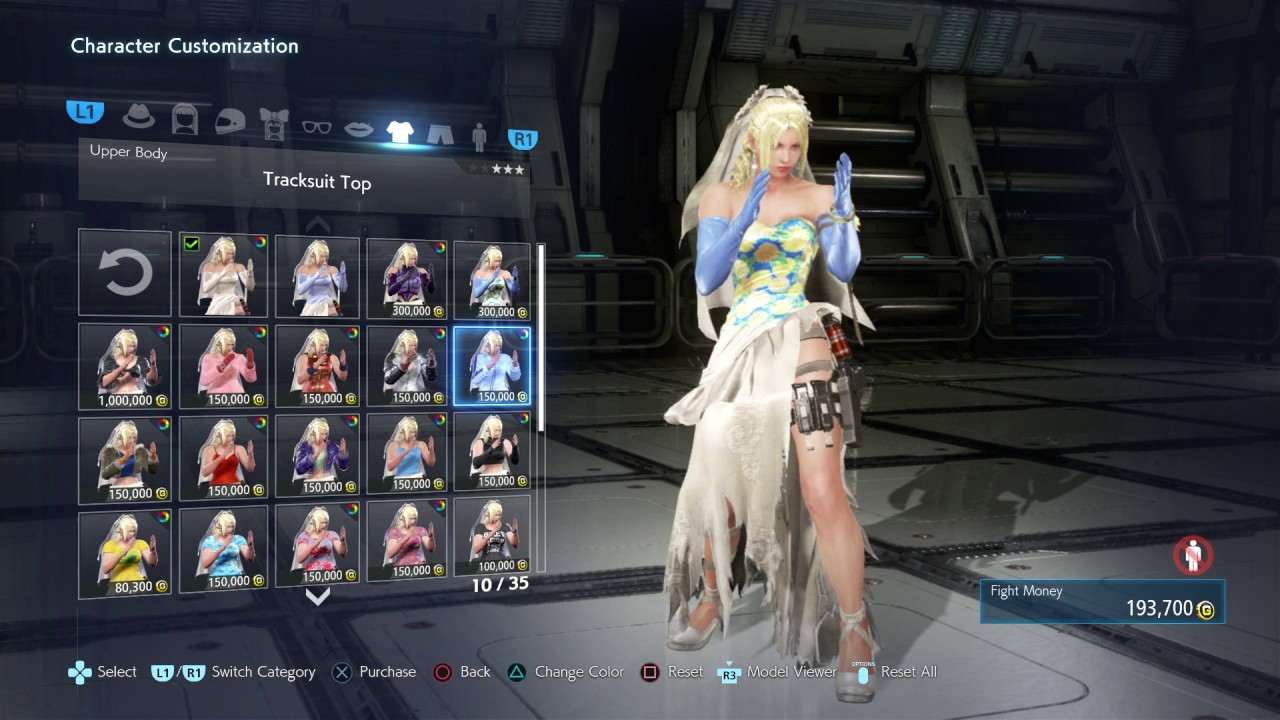 Character Customization
L1
R1
Upper Body
Tracksuit Top
300,000 G
300,000 G
1,000,000 G
150,000 G
150,000 G
150,000 G
150,000 G
150,000 G
150,000 G
150,000 G
150,000 G
150,000 G
80,300 G
150,000 G
150,000 G
150,000 G
100,000 G
10 / 35
Fight Money
193,700 G
Select L1 / R1 Switch Category Purchase Back Change Color Reset R3 Model Viewer OPTIONS Reset All